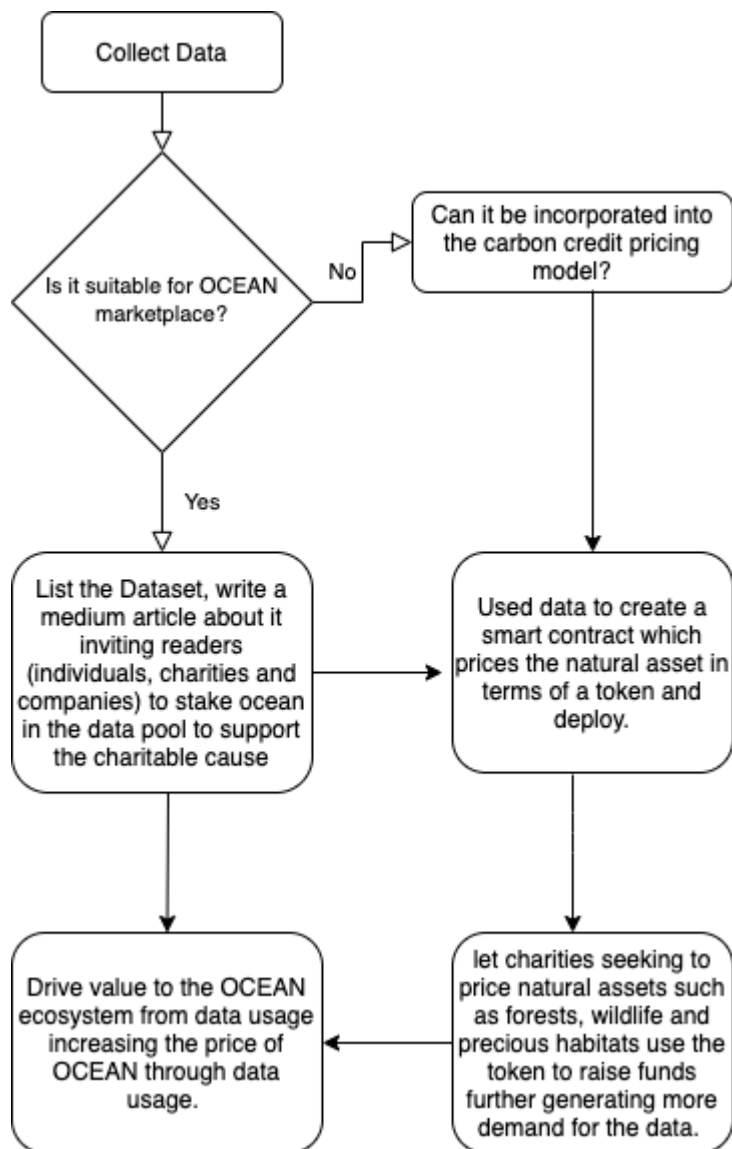 Collect Data
Is it suitable for OCEAN
marketplace?
No
Can it be incorporated into
the carbon credit pricing
model?
Yes
List the Dataset, write a
medium article about it
inviting readers
(individuals, charities and
companies) to stake ocean
in the data pool to support
the charitable cause
Used data to create a
smart contract which
prices the natural asset in
terms of a token and
deploy.
Drive value to the OCEAN
ecosystem from data usage
increasing the price of
OCEAN through data
usage.
let charities seeking to
price natural assets such
as forests, wildlife and
precious habitats use the
token to raise funds
further generating more
demand for the data.